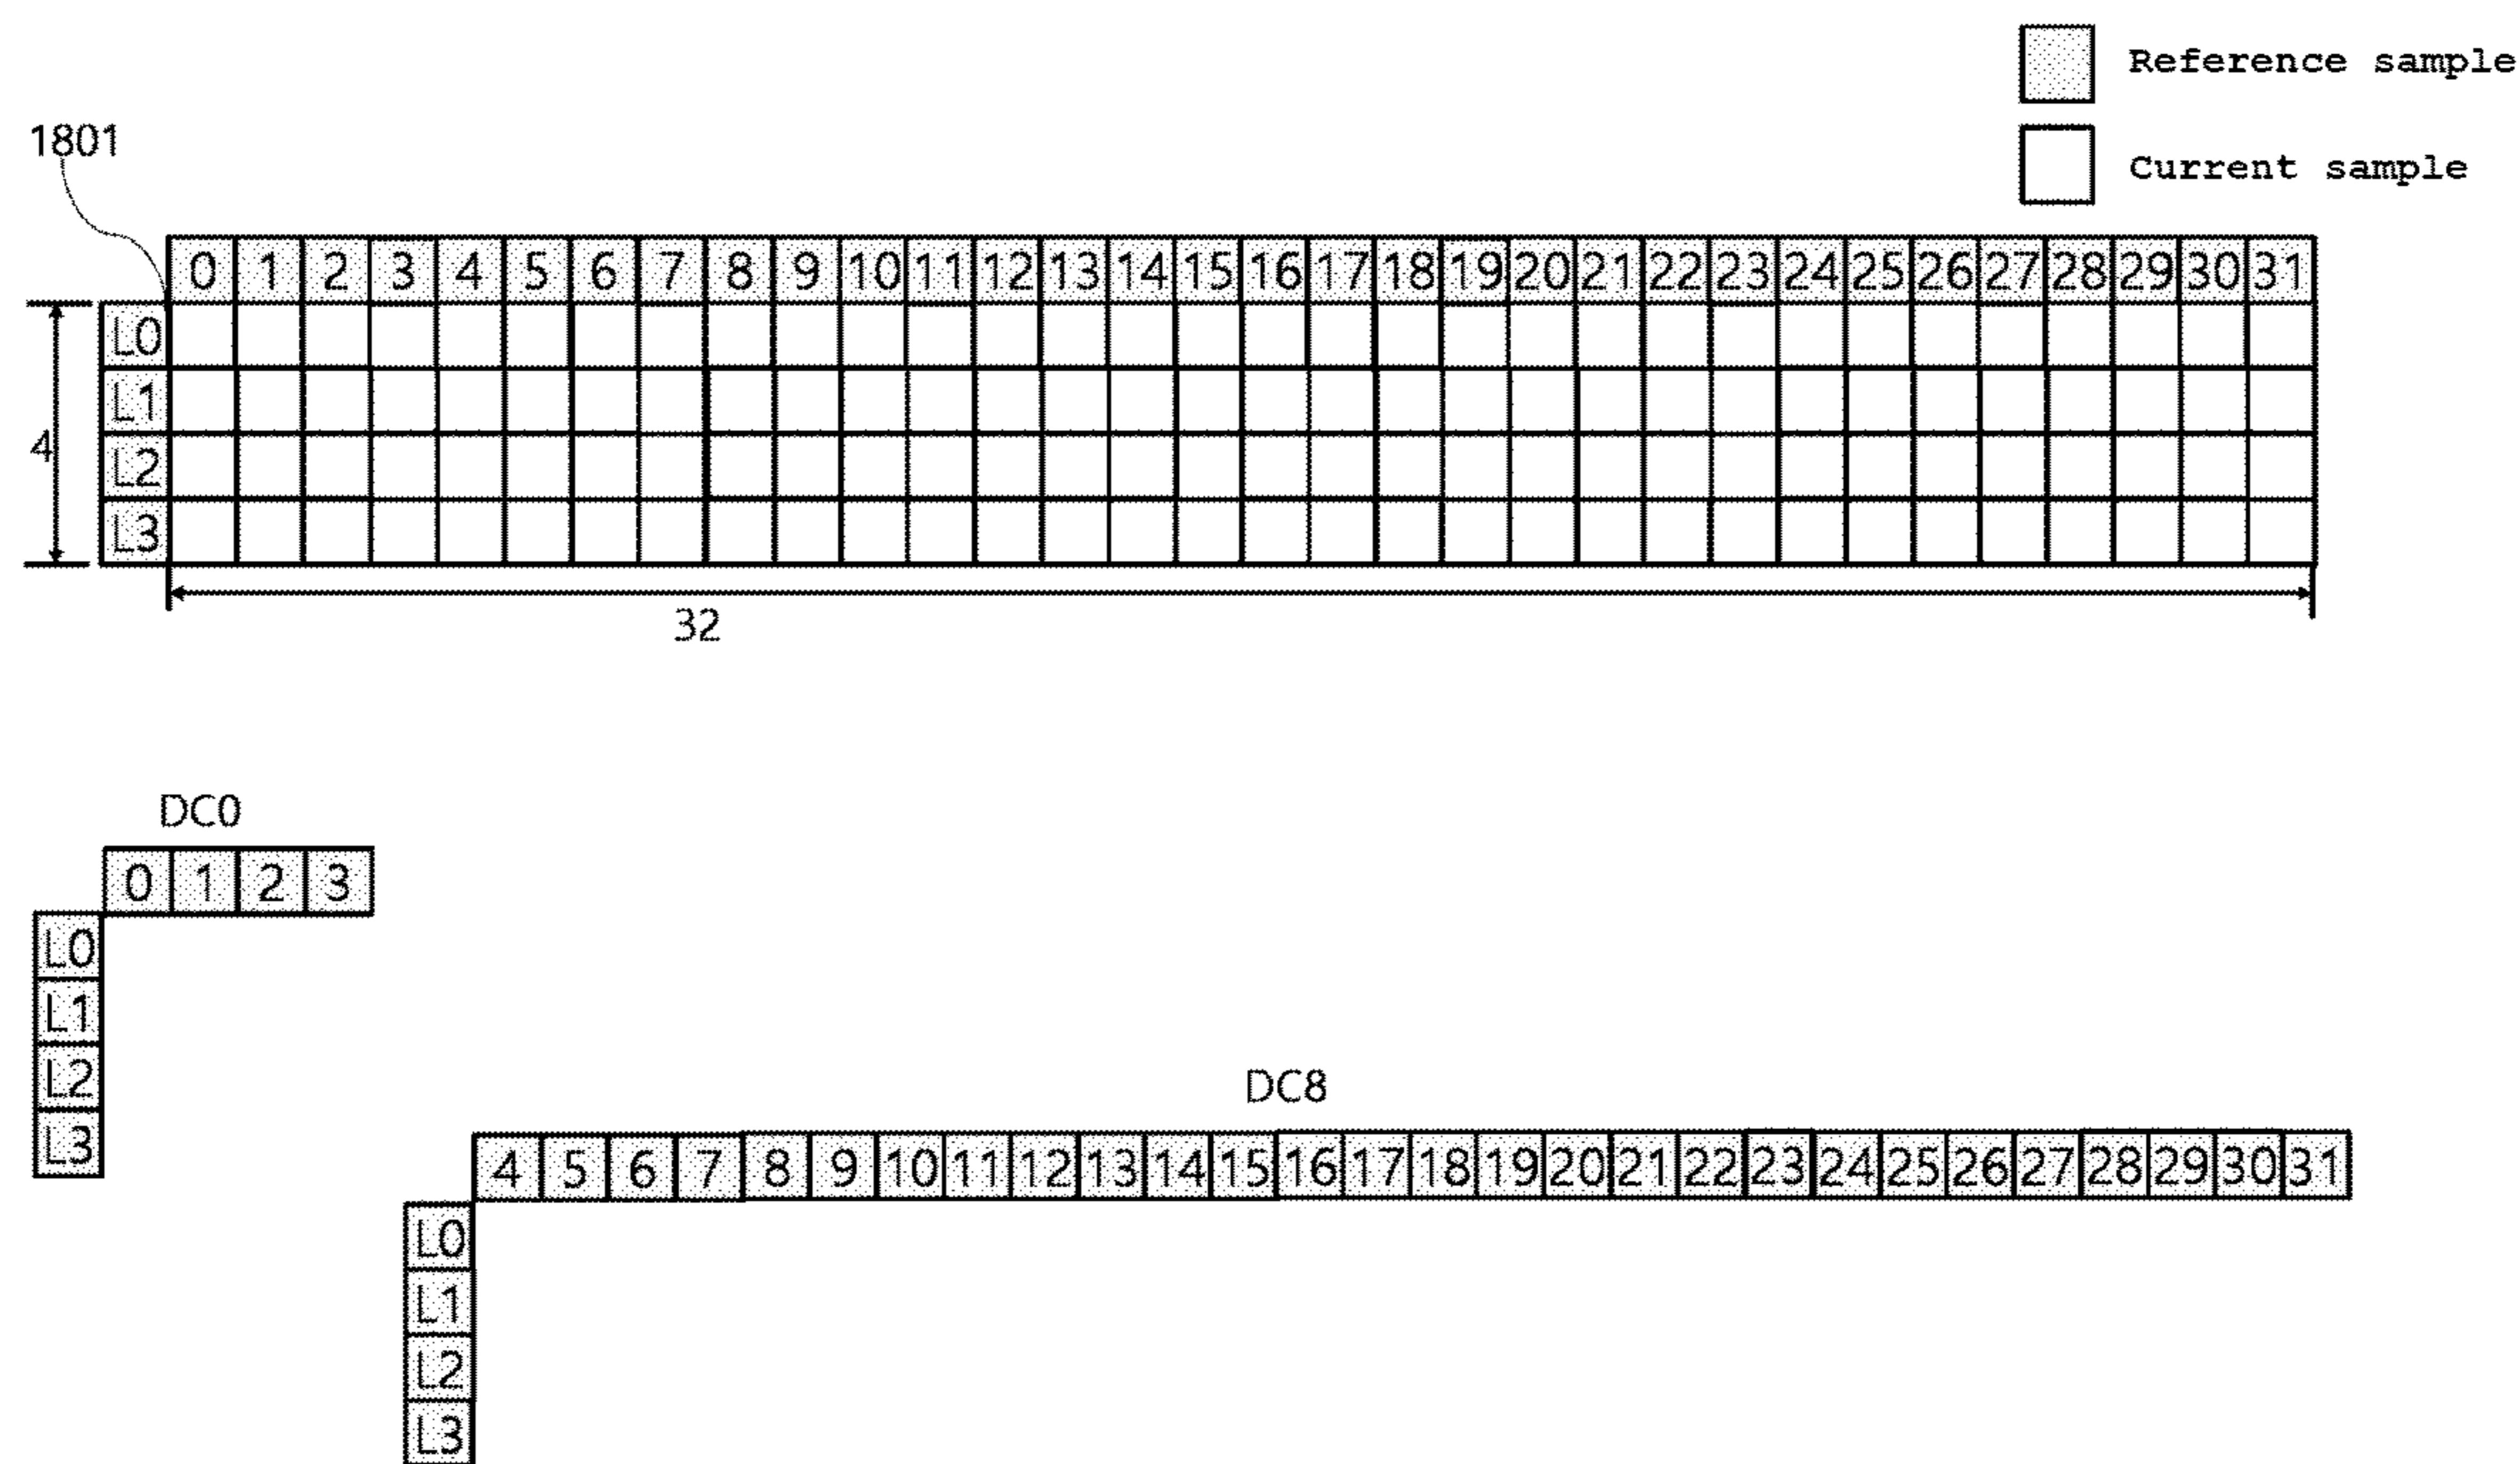 Reference sample
1801
Current sample
0 1 2 3 4 5 6 7 8 9 10 11 12 13 14 15 16 17 18 19 20 21 22 23 24 25 26 27 28 29 30 31
L0
L1
4
L2
L3
32
DC0
0 1 2 3
L0
L1
L2
L3
DC8
4 5 6 7 8 9 10 11 12 13 14 15 16 17 18 19 20 21 22 23 24 25 26 27 28 29 30 31
L0
L1
L2
L3